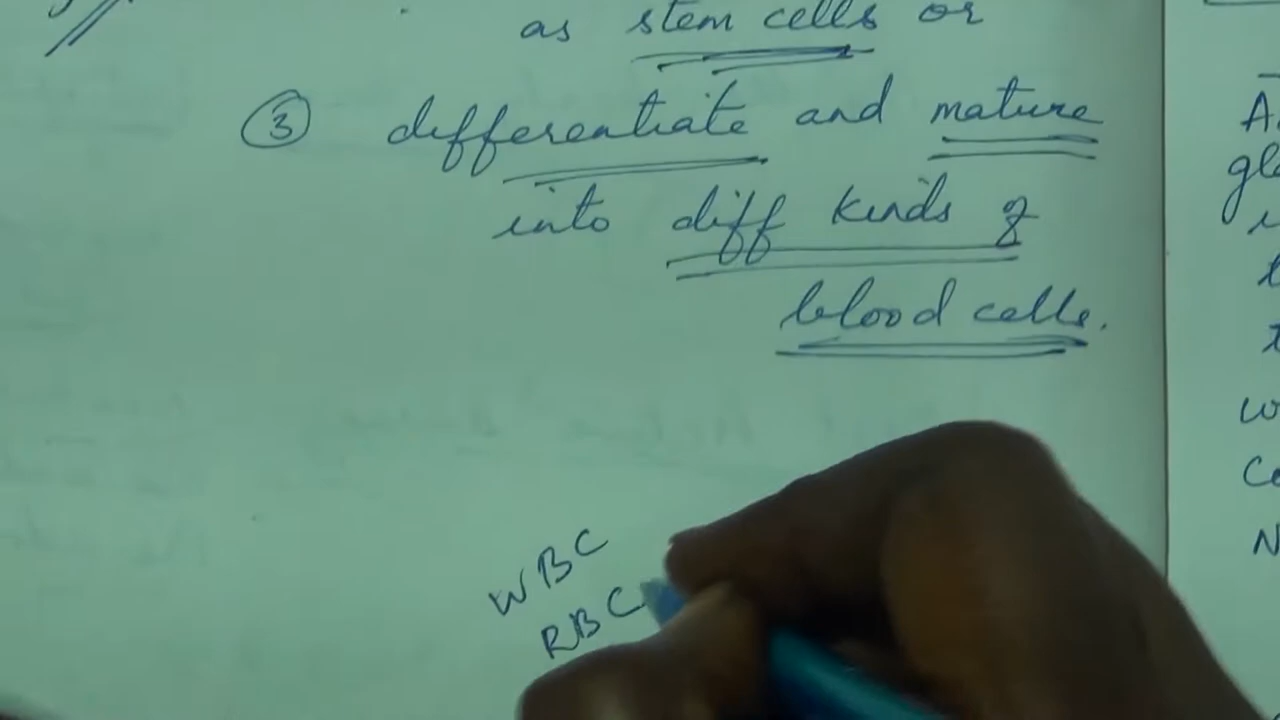 as stem cells or
③ differentiate and mature
into diff kinds of
blood cells.
WBC
RBC